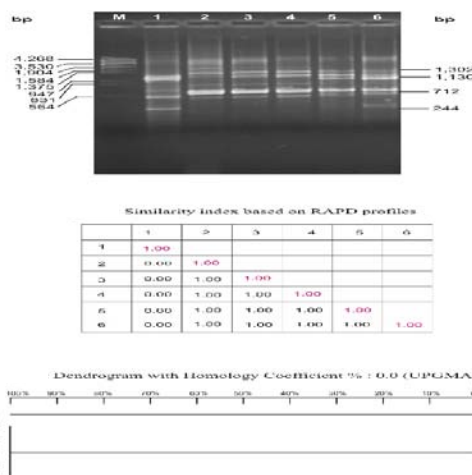 bp bp
M 1 2 3 4 5 6
4.268
3.530
1.904
1.584
1.375
947
831
564
1.302
1.130
712
244
Similarity index based on RAPD profiles
1 2 3 4 5 6
1 1.00
2 0.00 1.00
3 0.00 1.00 1.00
4 0.00 1.00 1.00 1.00
5 0.00 1.00 1.00 1.00 1.00
6 0.00 1.00 1.00 1.00 1.00 1.00
Dendrogram with Homology Coefficient % : 0.0 (UPGMA
100% 90% 80% 70% 60% 50% 40% 30% 20% 10% 0